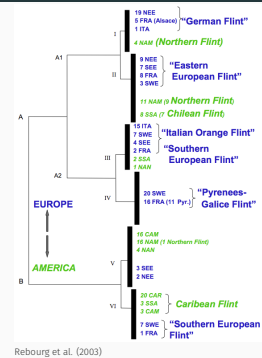 19 NEE
5 FRA (Alsace)
1 ITA
"German Flint"
I
4 NAM (Northern Flint)
A1
9 NEE
7 SEE
8 FRA
3 SWE
"Eastern
European Flint"
II
11 NAM (9 Northern Flint)
8 SSA (7 Chilean Flint)
A
15 ITA
7 SWE
4 SEE
2 FRA
"Italian Orange Flint"
"Southern
European Flint"
III
2 SSA
1 NAN
A2
IV
20 SWE
16 FRA (11 Pyr.)
"Pyrenees-
Galice Flint"
EUROPE
AMERICA
16 CAM
16 NAM (1 Northern Flint)
4 NAN
V
3 SEE
2 NEE
B
20 CAR
3 SSA
3 CAM
Caribean Flint
VI
7 SWE
1 FRA
"Southern European
Flint"
Rebourg et al. (2003)